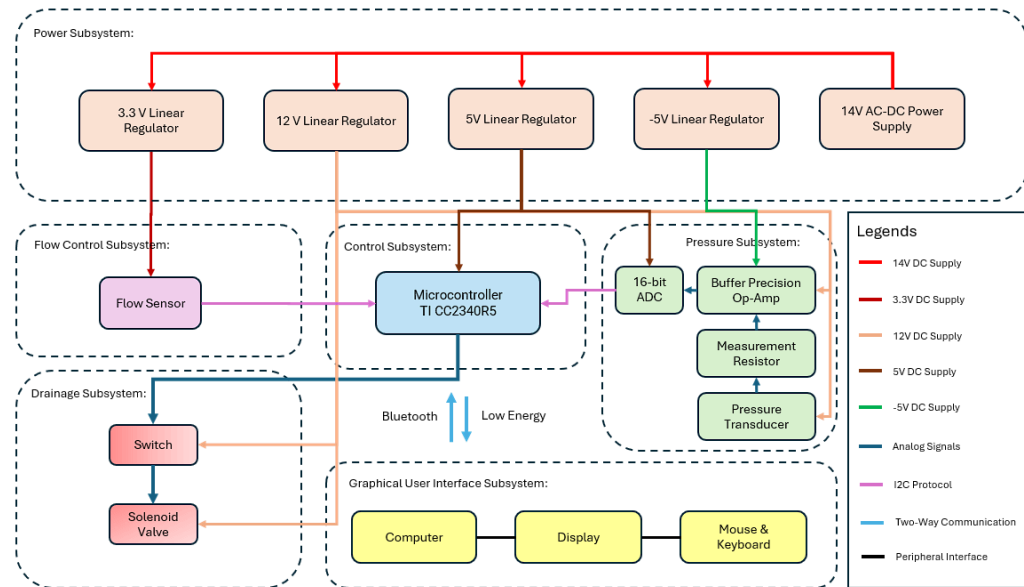 Power Subsystem:
3.3 V Linear
Regulator
12 V Linear Regulator
5V Linear Regulator
-5V Linear Regulator
14V AC-DC Power
Supply
Flow Control Subsystem:
Flow Sensor
Control Subsystem:
Microcontroller
TI CC2340R5
Pressure Subsystem:
16-bit
ADC
Buffer Precision
Op-Amp
Measurement
Resistor
Pressure
Transducer
Drainage Subsystem:
Switch
Solenoid
Valve
Bluetooth
Low Energy
Graphical User Interface Subsystem:
Computer
Display
Mouse &
Keyboard
Legends
14V DC Supply
3.3V DC Supply
12V DC Supply
5V DC Supply
-5V DC Supply
Analog Signals
I2C Protocol
Two-Way Communication
Peripheral Interface